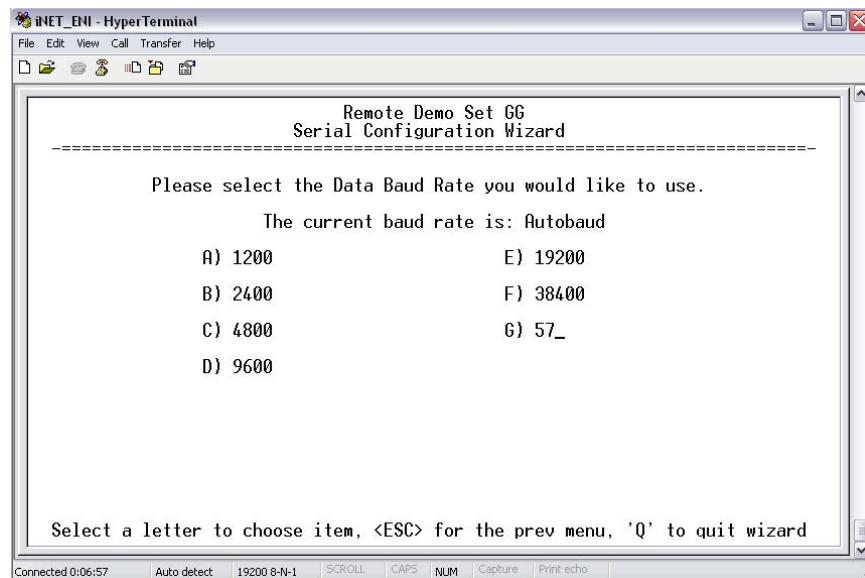 iNET_ENI - HyperTerminal
File Edit View Call Transfer Help
Remote Demo Set GG
Serial Configuration Wizard
-==========================================================================-
Please select the Data Baud Rate you would like to use.
The current baud rate is: Autobaud
A) 1200 E) 19200
B) 2400 F) 38400
C) 4800 G) 57_
D) 9600
Select a letter to choose item, <ESC> for the prev menu, 'Q' to quit wizard
Connected 0:06:57 Auto detect 19200 8-N-1 SCROLL CAPS NUM Capture Print echo